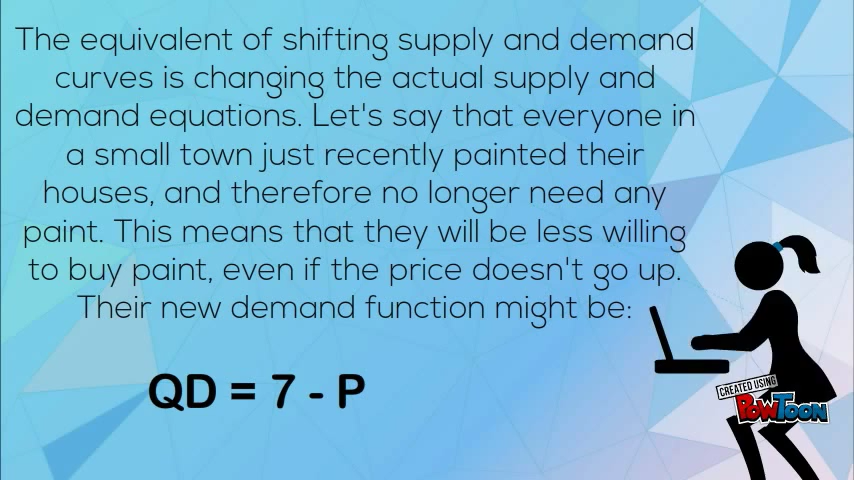 The equivalent of shifting supply and demand
curves is changing the actual supply and
demand equations. Let's say that everyone in
a small town just recently painted their
houses, and therefore no longer need any
paint. This means that they will be less willing
to buy paint, even if the price doesn't go up.
Their new demand function might be:
QD = 7 - P
CREATED USING
POWTOON